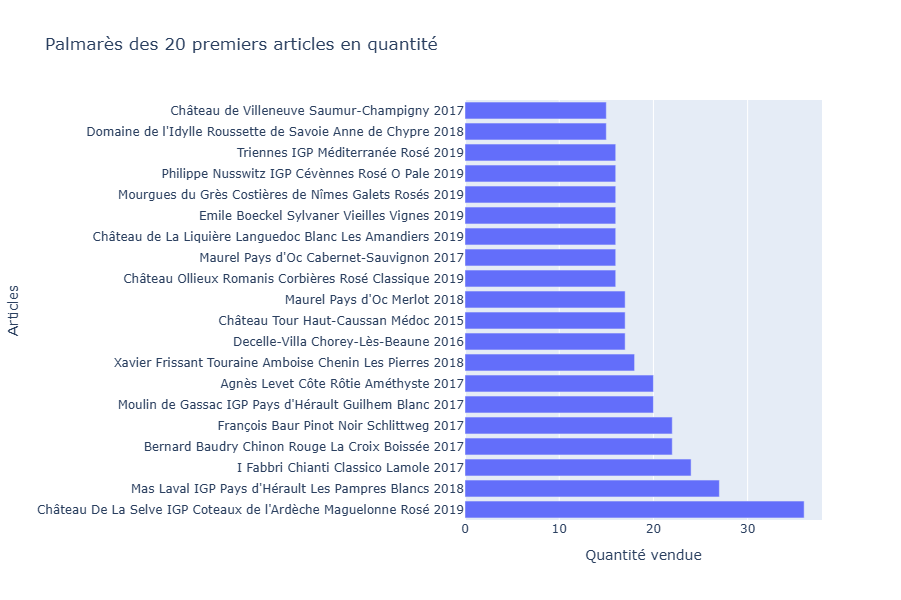 Palmarès des 20 premiers articles en quantité
Château de Villeneuve Saumur-Champigny 2017
Domaine de l'Idylle Roussette de Savoie Anne de Chypre 2018
Triennes IGP Méditerranée Rosé 2019
Philippe Nusswitz IGP Cévènnes Rosé O Pale 2019
Mourgues du Grès Costières de Nîmes Galets Rosés 2019
Emile Boeckel Sylvaner Vieilles Vignes 2019
Château de La Liquière Languedoc Blanc Les Amandiers 2019
Maurel Pays d'Oc Cabernet-Sauvignon 2017
Château Ollieux Romanis Corbières Rosé Classique 2019
Maurel Pays d'Oc Merlot 2018
Château Tour Haut-Caussan Médoc 2015
Decelle-Villa Chorey-Lès-Beaune 2016
Xavier Frissant Touraine Amboise Chenin Les Pierres 2018
Agnès Levet Côte Rôtie Améthyste 2017
Moulin de Gassac IGP Pays d'Hérault Guilhem Blanc 2017
François Baur Pinot Noir Schlittweg 2017
Bernard Baudry Chinon Rouge La Croix Boissée 2017
I Fabbri Chianti Classico Lamole 2017
Mas Laval IGP Pays d'Hérault Les Pampres Blancs 2018
Château De La Selve IGP Coteaux de l'Ardèche Maguelonne Rosé 2019
Articles
0 10 20 30
Quantité vendue